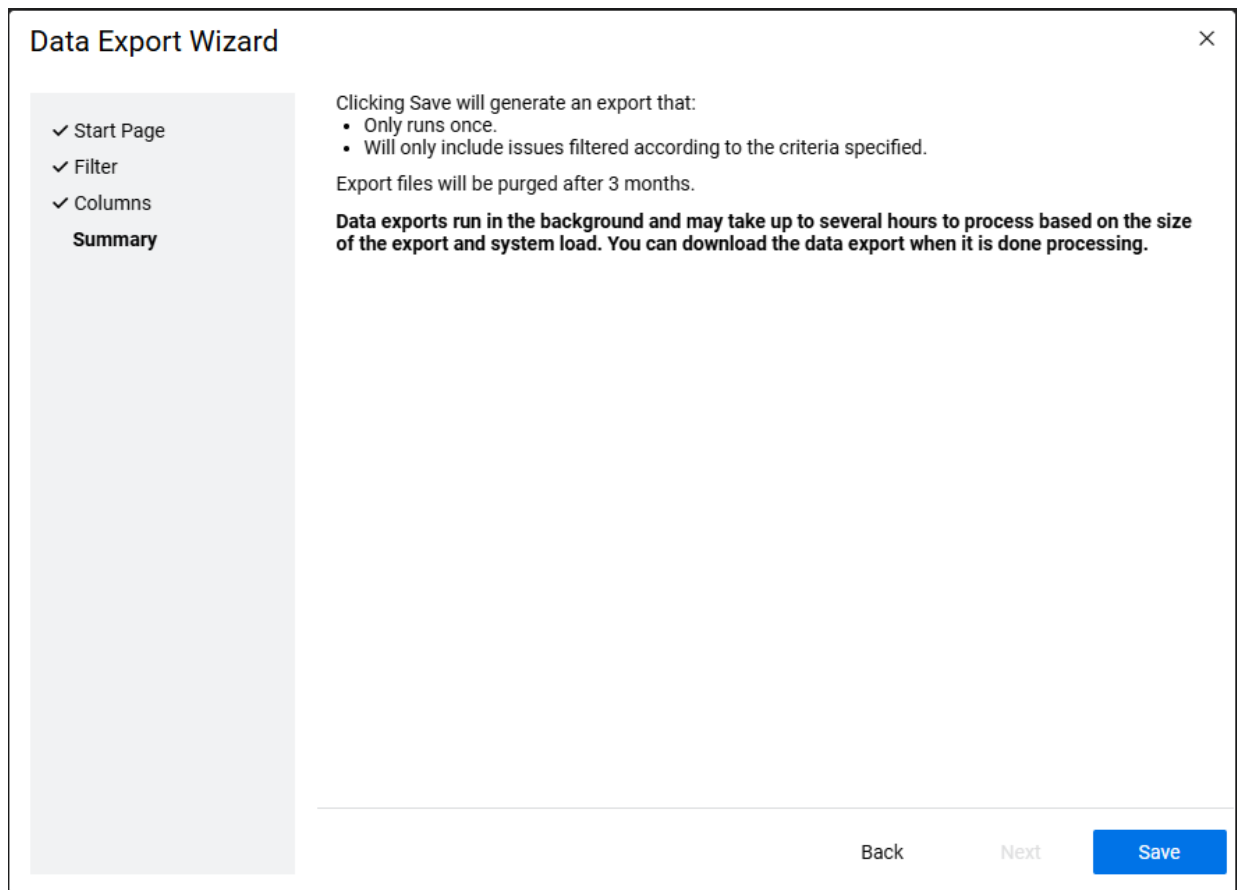 Data Export Wizard
Start Page
Filter
Columns
Summary
Clicking Save will generate an export that:
• Only runs once.
• Will only include issues filtered according to the criteria specified.
Export files will be purged after 3 months.
Data exports run in the background and may take up to several hours to process based on the size
of the export and system load. You can download the data export when it is done processing.
Back
Next
Save